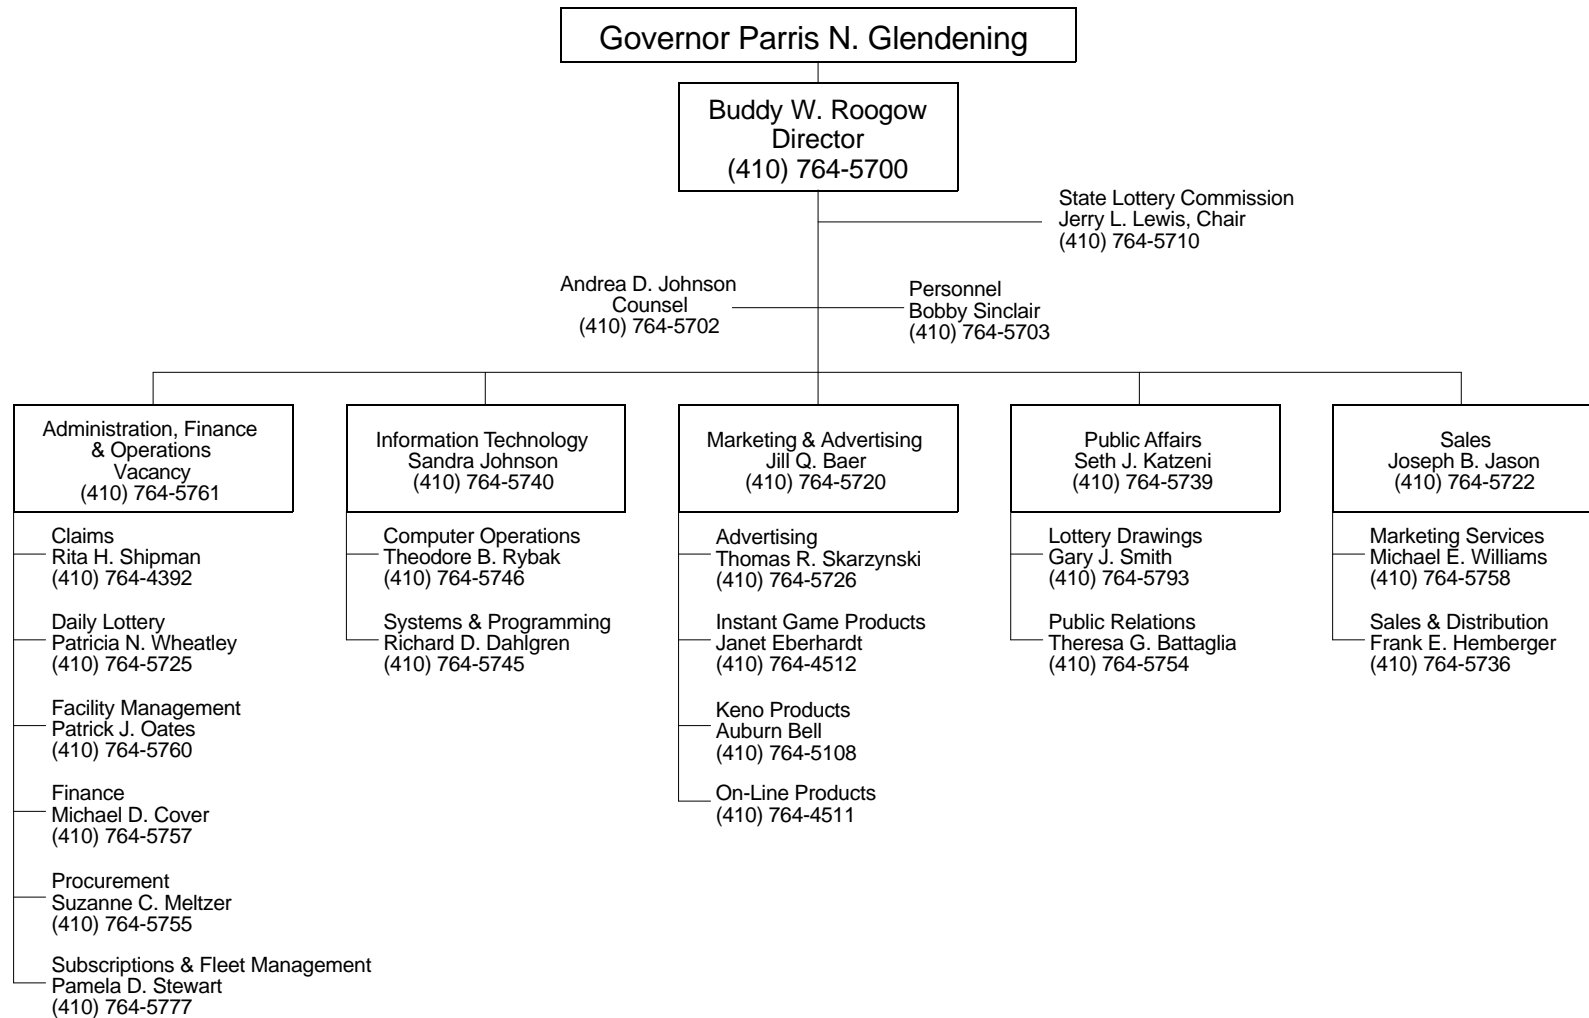 Governor Parris N. Glendening
Buddy W. Roogow
Director
(410) 764-5700
State Lottery Commission
Jerry L. Lewis, Chair
(410) 764-5710
Andrea D. Johnson
Counsel
(410) 764-5702
Personnel
Bobby Sinclair
(410) 764-5703
Administration, Finance
& Operations
Vacancy
(410) 764-5761
Claims
Rita H. Shipman
(410) 764-4392
Daily Lottery
Patricia N. Wheatley
(410) 764-5725
Facility Management
Patrick J. Oates
(410) 764-5760
Finance
Michael D. Cover
(410) 764-5757
Procurement
Suzanne C. Meltzer
(410) 764-5755
Subscriptions & Fleet Management
Pamela D. Stewart
(410) 764-5777
Information Technology
Sandra Johnson
(410) 764-5740
Computer Operations
Theodore B. Rybak
(410) 764-5746
Systems & Programming
Richard D. Dahlgren
(410) 764-5745
Marketing & Advertising
Jill Q. Baer
(410) 764-5720
Advertising
Thomas R. Skarzynski
(410) 764-5726
Instant Game Products
Janet Eberhardt
(410) 764-4512
Keno Products
Auburn Bell
(410) 764-5108
On-Line Products
(410) 764-4511
Public Affairs
Seth J. Katzeni
(410) 764-5739
Lottery Drawings
Gary J. Smith
(410) 764-5793
Public Relations
Theresa G. Battaglia
(410) 764-5754
Sales
Joseph B. Jason
(410) 764-5722
Marketing Services
Michael E. Williams
(410) 764-5758
Sales & Distribution
Frank E. Hemberger
(410) 764-5736